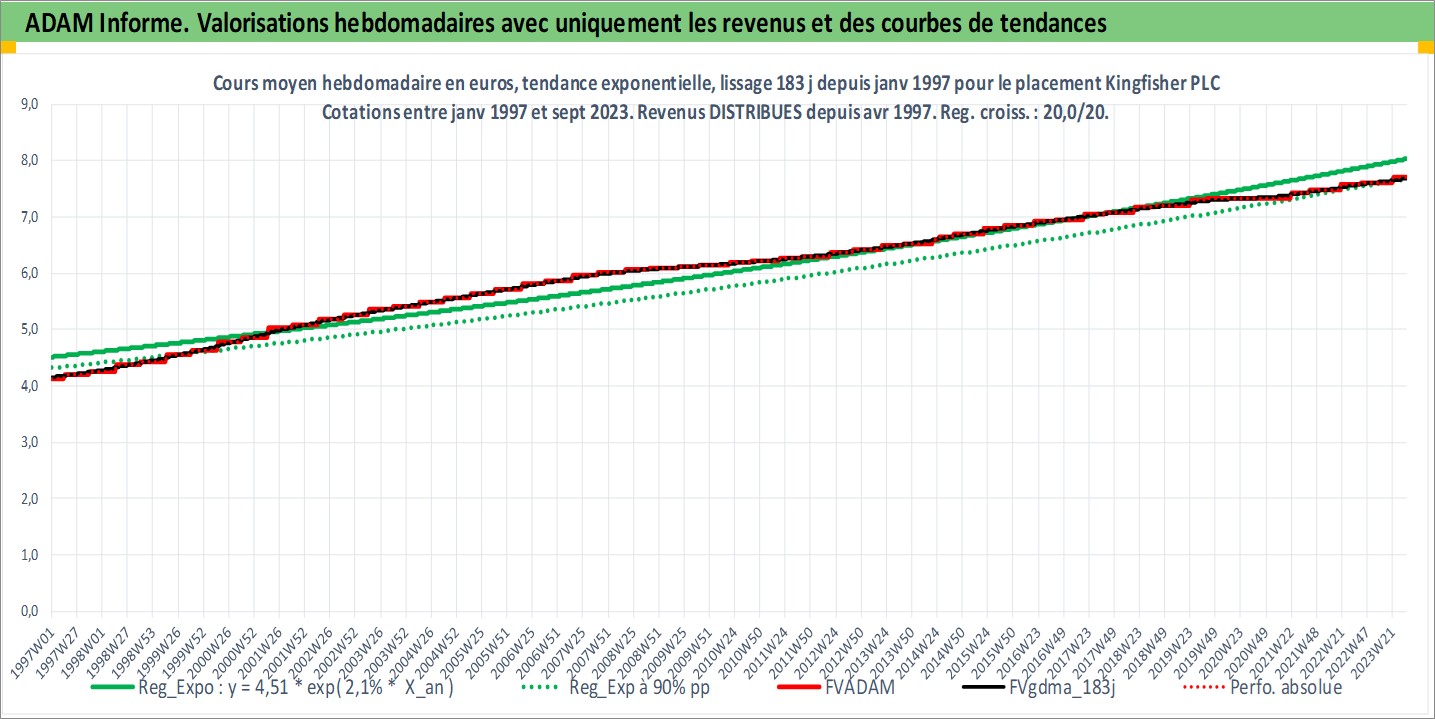 ADAM Informe. Valorisations hebdomadaires avec uniquement les revenus et des courbes de tendances
Cours moyen hebdomadaire en euros, tendance exponentielle, lissage 183 j depuis janv 1997 pour le placement Kingfisher PLC
Cotations entre janv 1997 et sept 2023. Revenus DISTRIBUES depuis avr 1997. Reg. croiss. : 20,0/20.
9,0
8,0
7,0
6,0
5,0
4,0
3,0
2,0
1,0
0,0
1997W01 1997W27 1998W01 1998W27 1998W53 1999W26 1999W52 2000W26 2000W52 2001W26 2001W52 2002W26 2002W52 2003W26 2003W52 2004W26 2004W52 2005W25 2005W51 2006W25 2006W51 2007W25 2007W51 2008W25 2008W51 2009W25 2009W51 2010W24 2010W50 2011W24 2011W50 2012W24 2012W50 2013W24 2013W50 2014W24 2014W50 2015W24 2015W50 2016W23 2016W49 2017W23 2017W49 2018W23 2018W49 2019W23 2019W49 2020W23 2020W49 2021W22 2021W48 2022W21 2022W47 2023W21
Reg_Expo : y = 4,51 * exp( 2,1% * X_an ) Reg_Exp à 90% pp FVADAM FVgdma_183j Perfo. absolue